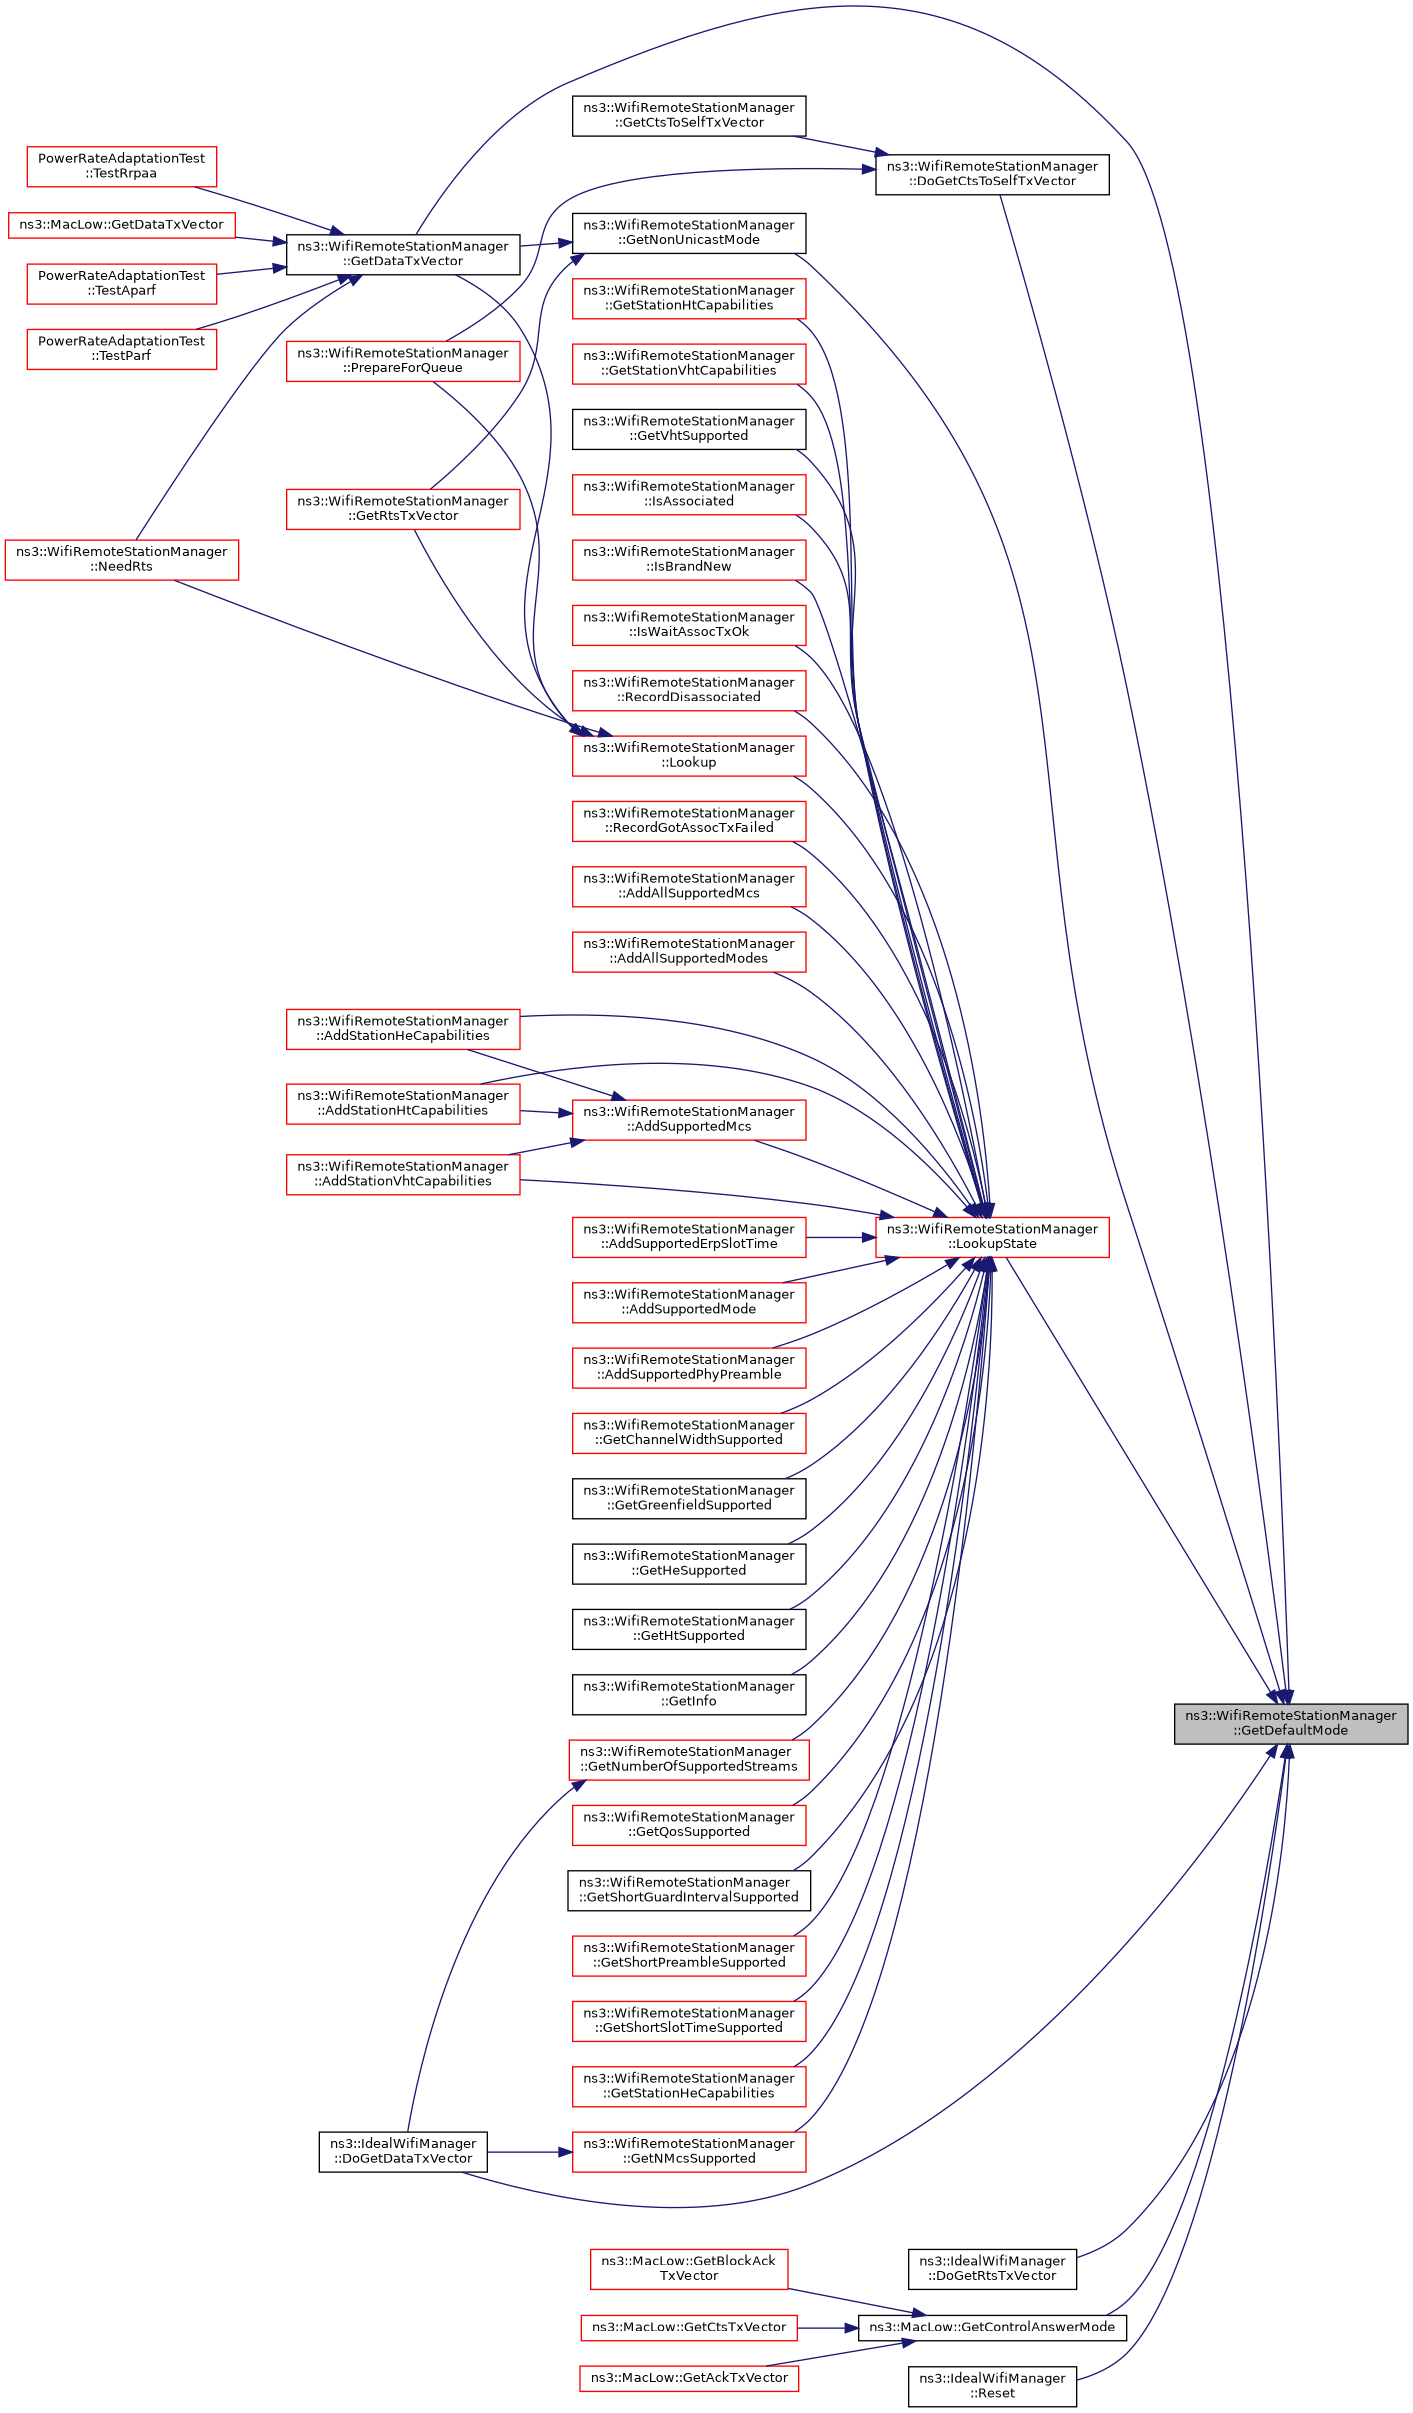 ns3::WifiRemoteStationManager
::GetCtsToSelfTxVector
PowerRateAdaptationTest
::TestRrpaa
ns3::WifiRemoteStationManager
::DoGetCtsToSelfTxVector
ns3::MacLow::GetDataTxVector
ns3::WifiRemoteStationManager
::GetNonUnicastMode
ns3::WifiRemoteStationManager
::GetDataTxVector
PowerRateAdaptationTest
::TestAparf
ns3::WifiRemoteStationManager
::GetStationHtCapabilities
PowerRateAdaptationTest
::TestParf
ns3::WifiRemoteStationManager
::PrepareForQueue
ns3::WifiRemoteStationManager
::GetStationVhtCapabilities
ns3::WifiRemoteStationManager
::GetVhtSupported
ns3::WifiRemoteStationManager
::IsAssociated
ns3::WifiRemoteStationManager
::GetRtsTxVector
ns3::WifiRemoteStationManager
::NeedRts
ns3::WifiRemoteStationManager
::IsBrandNew
ns3::WifiRemoteStationManager
::IsWaitAssocTxOk
ns3::WifiRemoteStationManager
::RecordDisassociated
ns3::WifiRemoteStationManager
::Lookup
ns3::WifiRemoteStationManager
::RecordGotAssocTxFailed
ns3::WifiRemoteStationManager
::AddAllSupportedMcs
ns3::WifiRemoteStationManager
::AddAllSupportedModes
ns3::WifiRemoteStationManager
::AddStationHeCapabilities
ns3::WifiRemoteStationManager
::AddStationHtCapabilities
ns3::WifiRemoteStationManager
::AddSupportedMcs
ns3::WifiRemoteStationManager
::AddStationVhtCapabilities
ns3::WifiRemoteStationManager
::AddSupportedErpSlotTime
ns3::WifiRemoteStationManager
::LookupState
ns3::WifiRemoteStationManager
::AddSupportedMode
ns3::WifiRemoteStationManager
::AddSupportedPhyPreamble
ns3::WifiRemoteStationManager
::GetChannelWidthSupported
ns3::WifiRemoteStationManager
::GetGreenfieldSupported
ns3::WifiRemoteStationManager
::GetHeSupported
ns3::WifiRemoteStationManager
::GetHtSupported
ns3::WifiRemoteStationManager
::GetInfo
ns3::WifiRemoteStationManager
::GetDefaultMode
ns3::WifiRemoteStationManager
::GetNumberOfSupportedStreams
ns3::WifiRemoteStationManager
::GetQosSupported
ns3::WifiRemoteStationManager
::GetShortGuardIntervalSupported
ns3::WifiRemoteStationManager
::GetShortPreambleSupported
ns3::WifiRemoteStationManager
::GetShortSlotTimeSupported
ns3::WifiRemoteStationManager
::GetStationHeCapabilities
ns3::IdealWifiManager
::DoGetDataTxVector
ns3::WifiRemoteStationManager
::GetNMcsSupported
ns3::MacLow::GetBlockAck
TxVector
ns3::IdealWifiManager
::DoGetRtsTxVector
ns3::MacLow::GetCtsTxVector
ns3::MacLow::GetControlAnswerMode
ns3::MacLow::GetAckTxVector
ns3::IdealWifiManager
::Reset